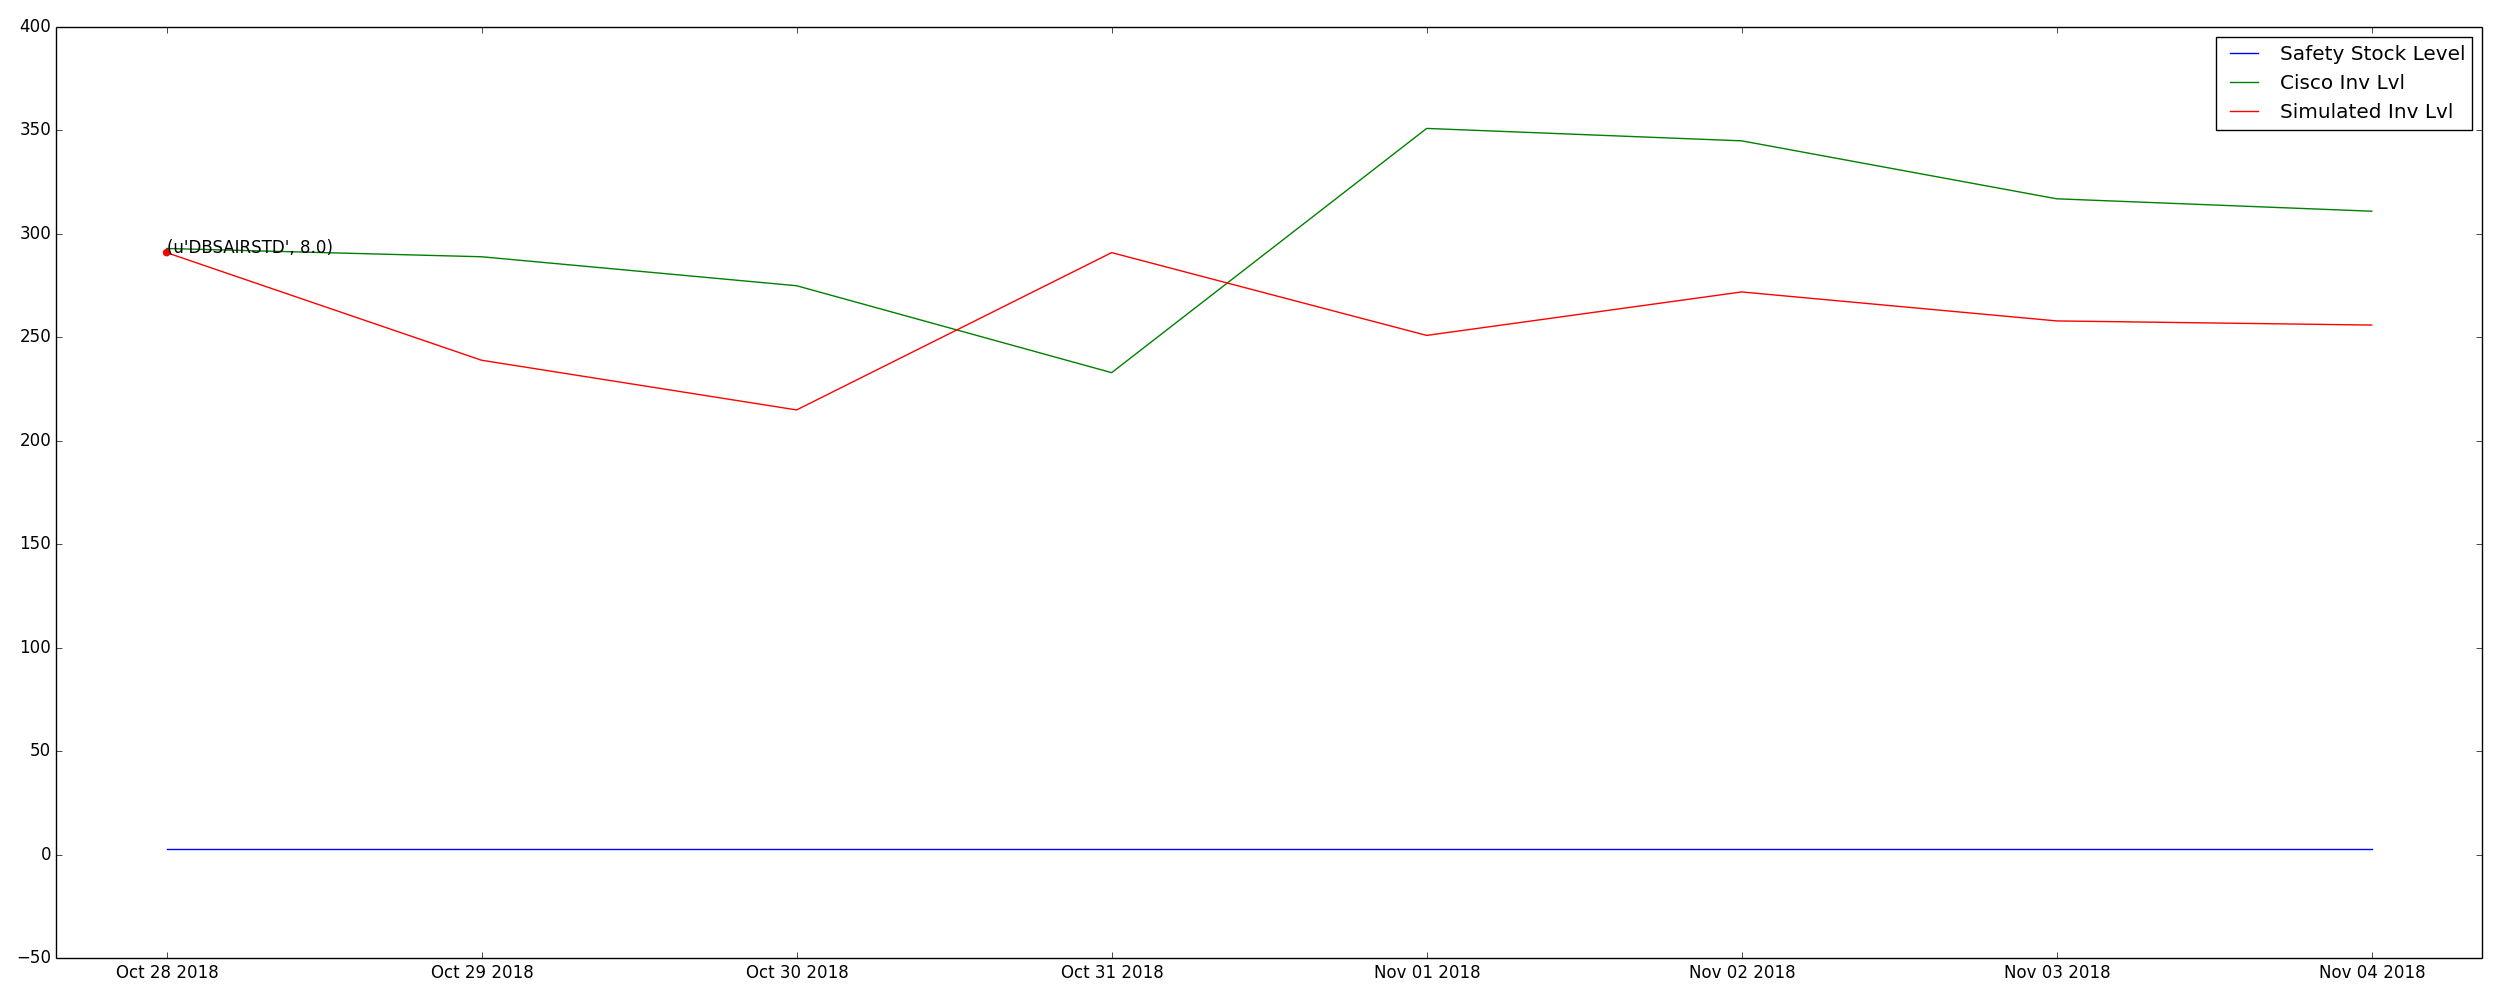 400
350
300
250
200
150
100
50
0
−50
Safety Stock Level
Cisco Inv Lvl
Simulated Inv Lvl
(u'DBSAIRSTD', 8.0)
Oct 28 2018
Oct 29 2018
Oct 30 2018
Oct 31 2018
Nov 01 2018
Nov 02 2018
Nov 03 2018
Nov 04 2018